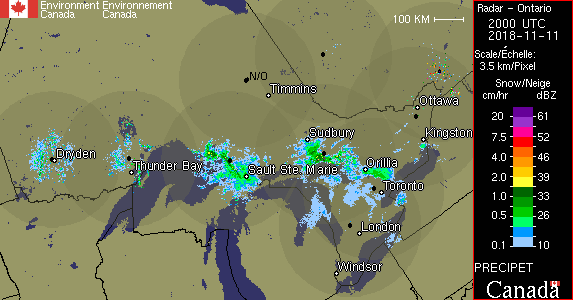 Environment Environnement
Canada Canada
100 KM
N/O
Timmins
Ottawa
Sudbury
Kingston
Dryden
Thunder Bay
Sault Ste. Marie
Orillia
Toronto
London
Windsor
Radar - Ontario
2000 UTC
2018-11-11
Scale/Échelle:
3.5 km/Pixel
Snow/Neige
cm/hr dBZ
20 61
7.5 52
4.0 46
2.0 39
1.0 33
0.5 26
0.1 10
PRECIPET
Canada